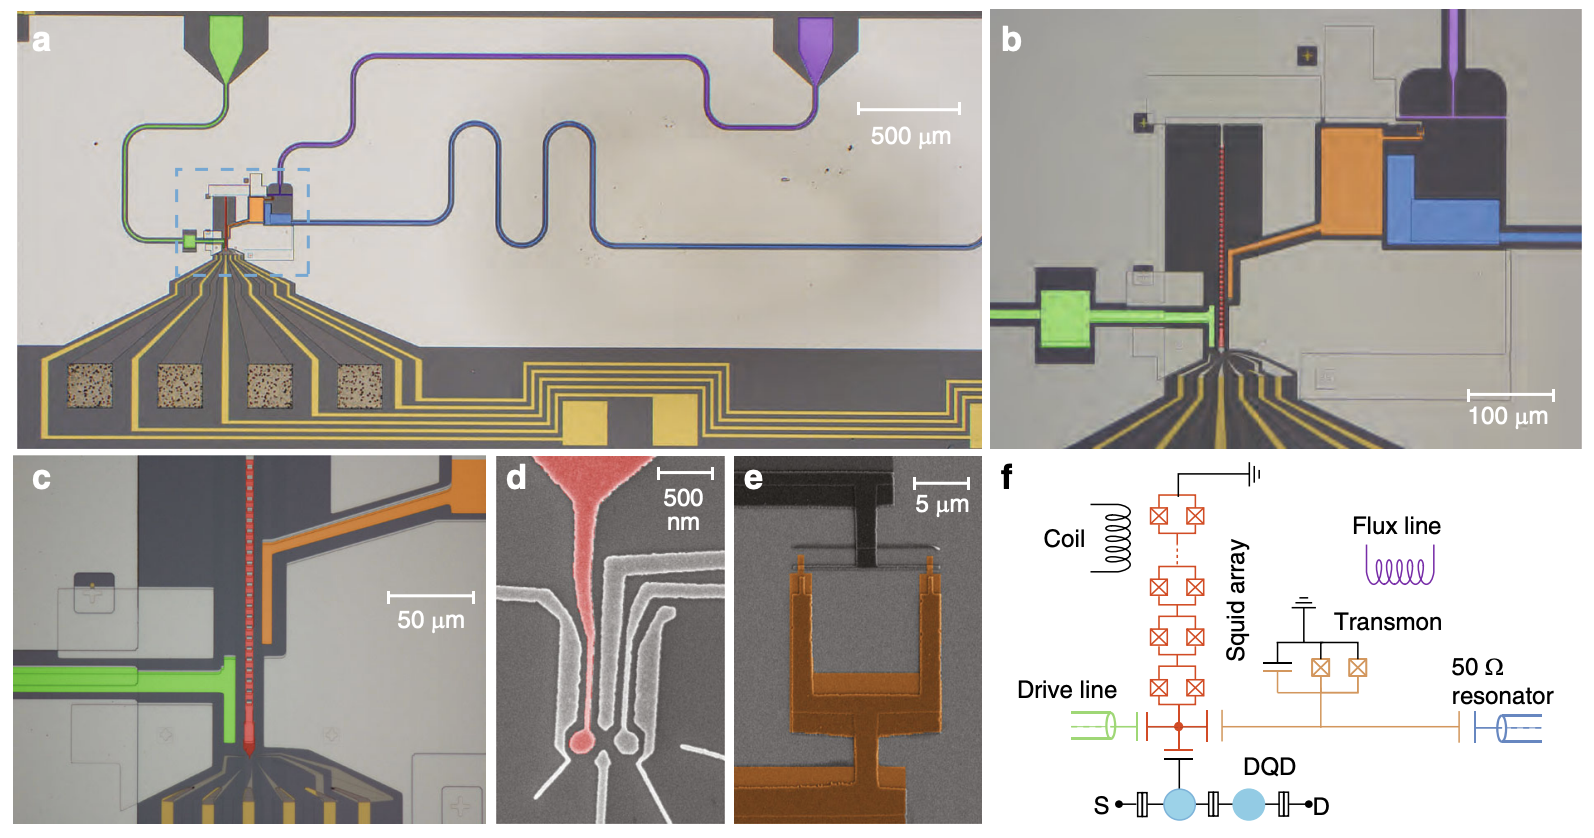 a
500 μm
b
100 μm
c
50 μm
d
500
nm
e
5 μm
f
Coil
Squid array
Flux line
Transmon
Drive line
50 Ω
resonator
DQD
S
D